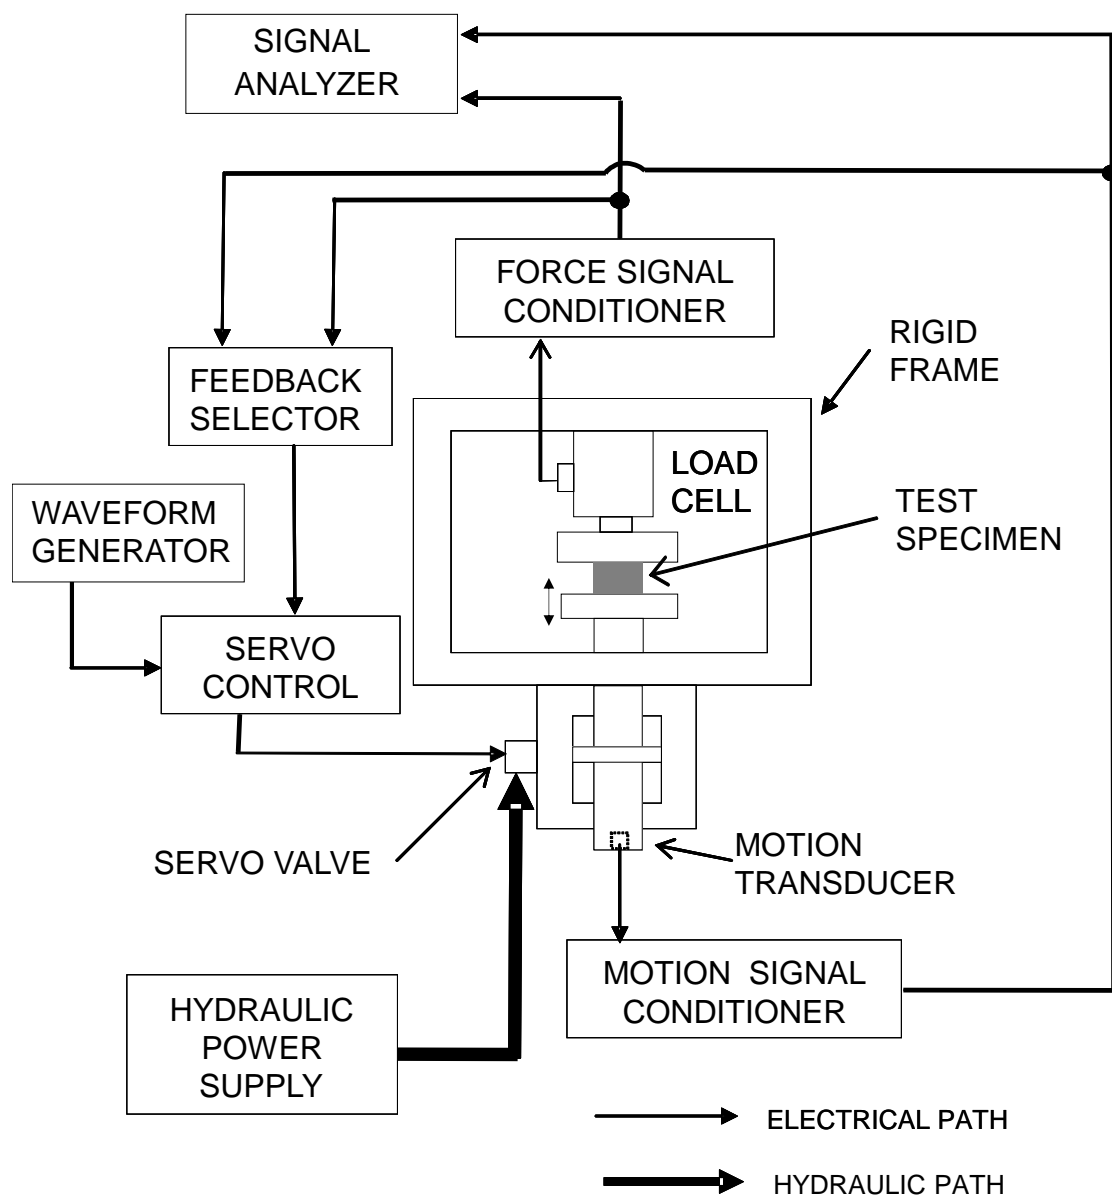 SIGNAL
ANALYZER
FORCE SIGNAL
CONDITIONER
RIGID
FRAME
FEEDBACK
SELECTOR
LOAD
CELL
WAVEFORM
GENERATOR
TEST
SPECIMEN
SERVO
CONTROL
SERVO VALVE
MOTION
TRANSDUCER
MOTION SIGNAL
CONDITIONER
HYDRAULIC
POWER
SUPPLY
ELECTRICAL PATH
HYDRAULIC PATH